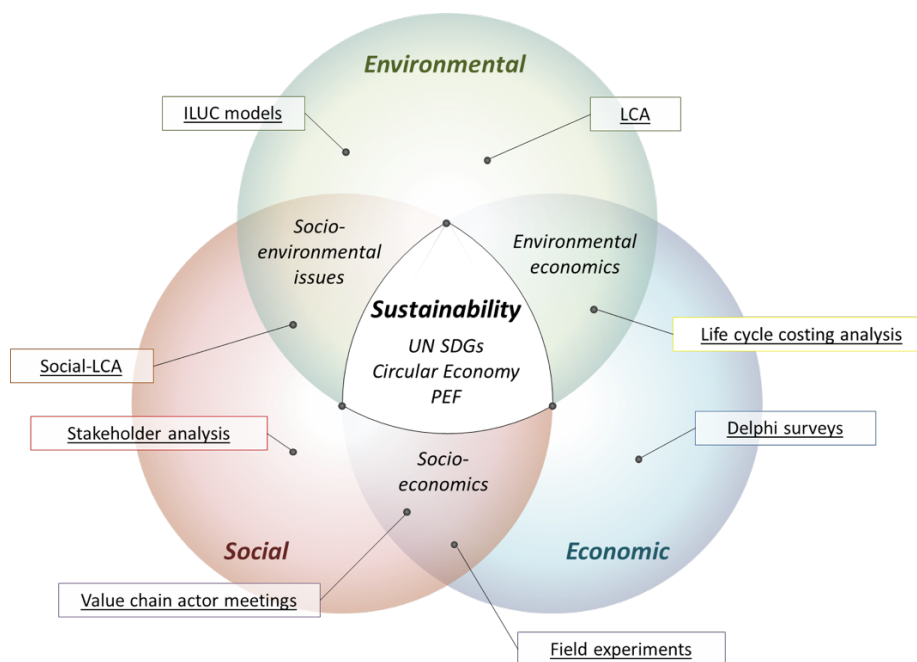 Environmental
ILUC models
LCA
Socio-
environmental
issues
Environmental
economics
Sustainability
UN SDGs
Circular Economy
PEF
Life cycle costing analysis
Social-LCA
Stakeholder analysis
Delphi surveys
Socio-
economics
Social
Economic
Value chain actor meetings
Field experiments